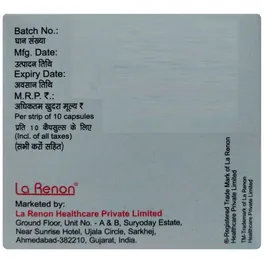 Batch No.:
घान संख्या
Mfg. Date:
उत्पादन तिथि
Expiry Date:
अवसान तिथि
M.R.P. ₹.:
अधिकतम खुदरा मूल्य ₹
Per strip of 10 capsules
प्रति 10 कैपसुल्स के लिए
(Incl. of all taxes)
(सभी करों सहित)
La Renon®
Marketed by:
La Renon Healthcare Private Limited
Ground Floor, Unit No. - A & B, Suryoday Estate,
Near Sunrise Hotel, Ujala Circle, Sarkhej,
Ahmedabad-382210, Gujarat, India.
®-Registered Trade Mark of La Renon
Healthcare Private Limited
TM-Trademark of La Renon
Healthcare Private Limited